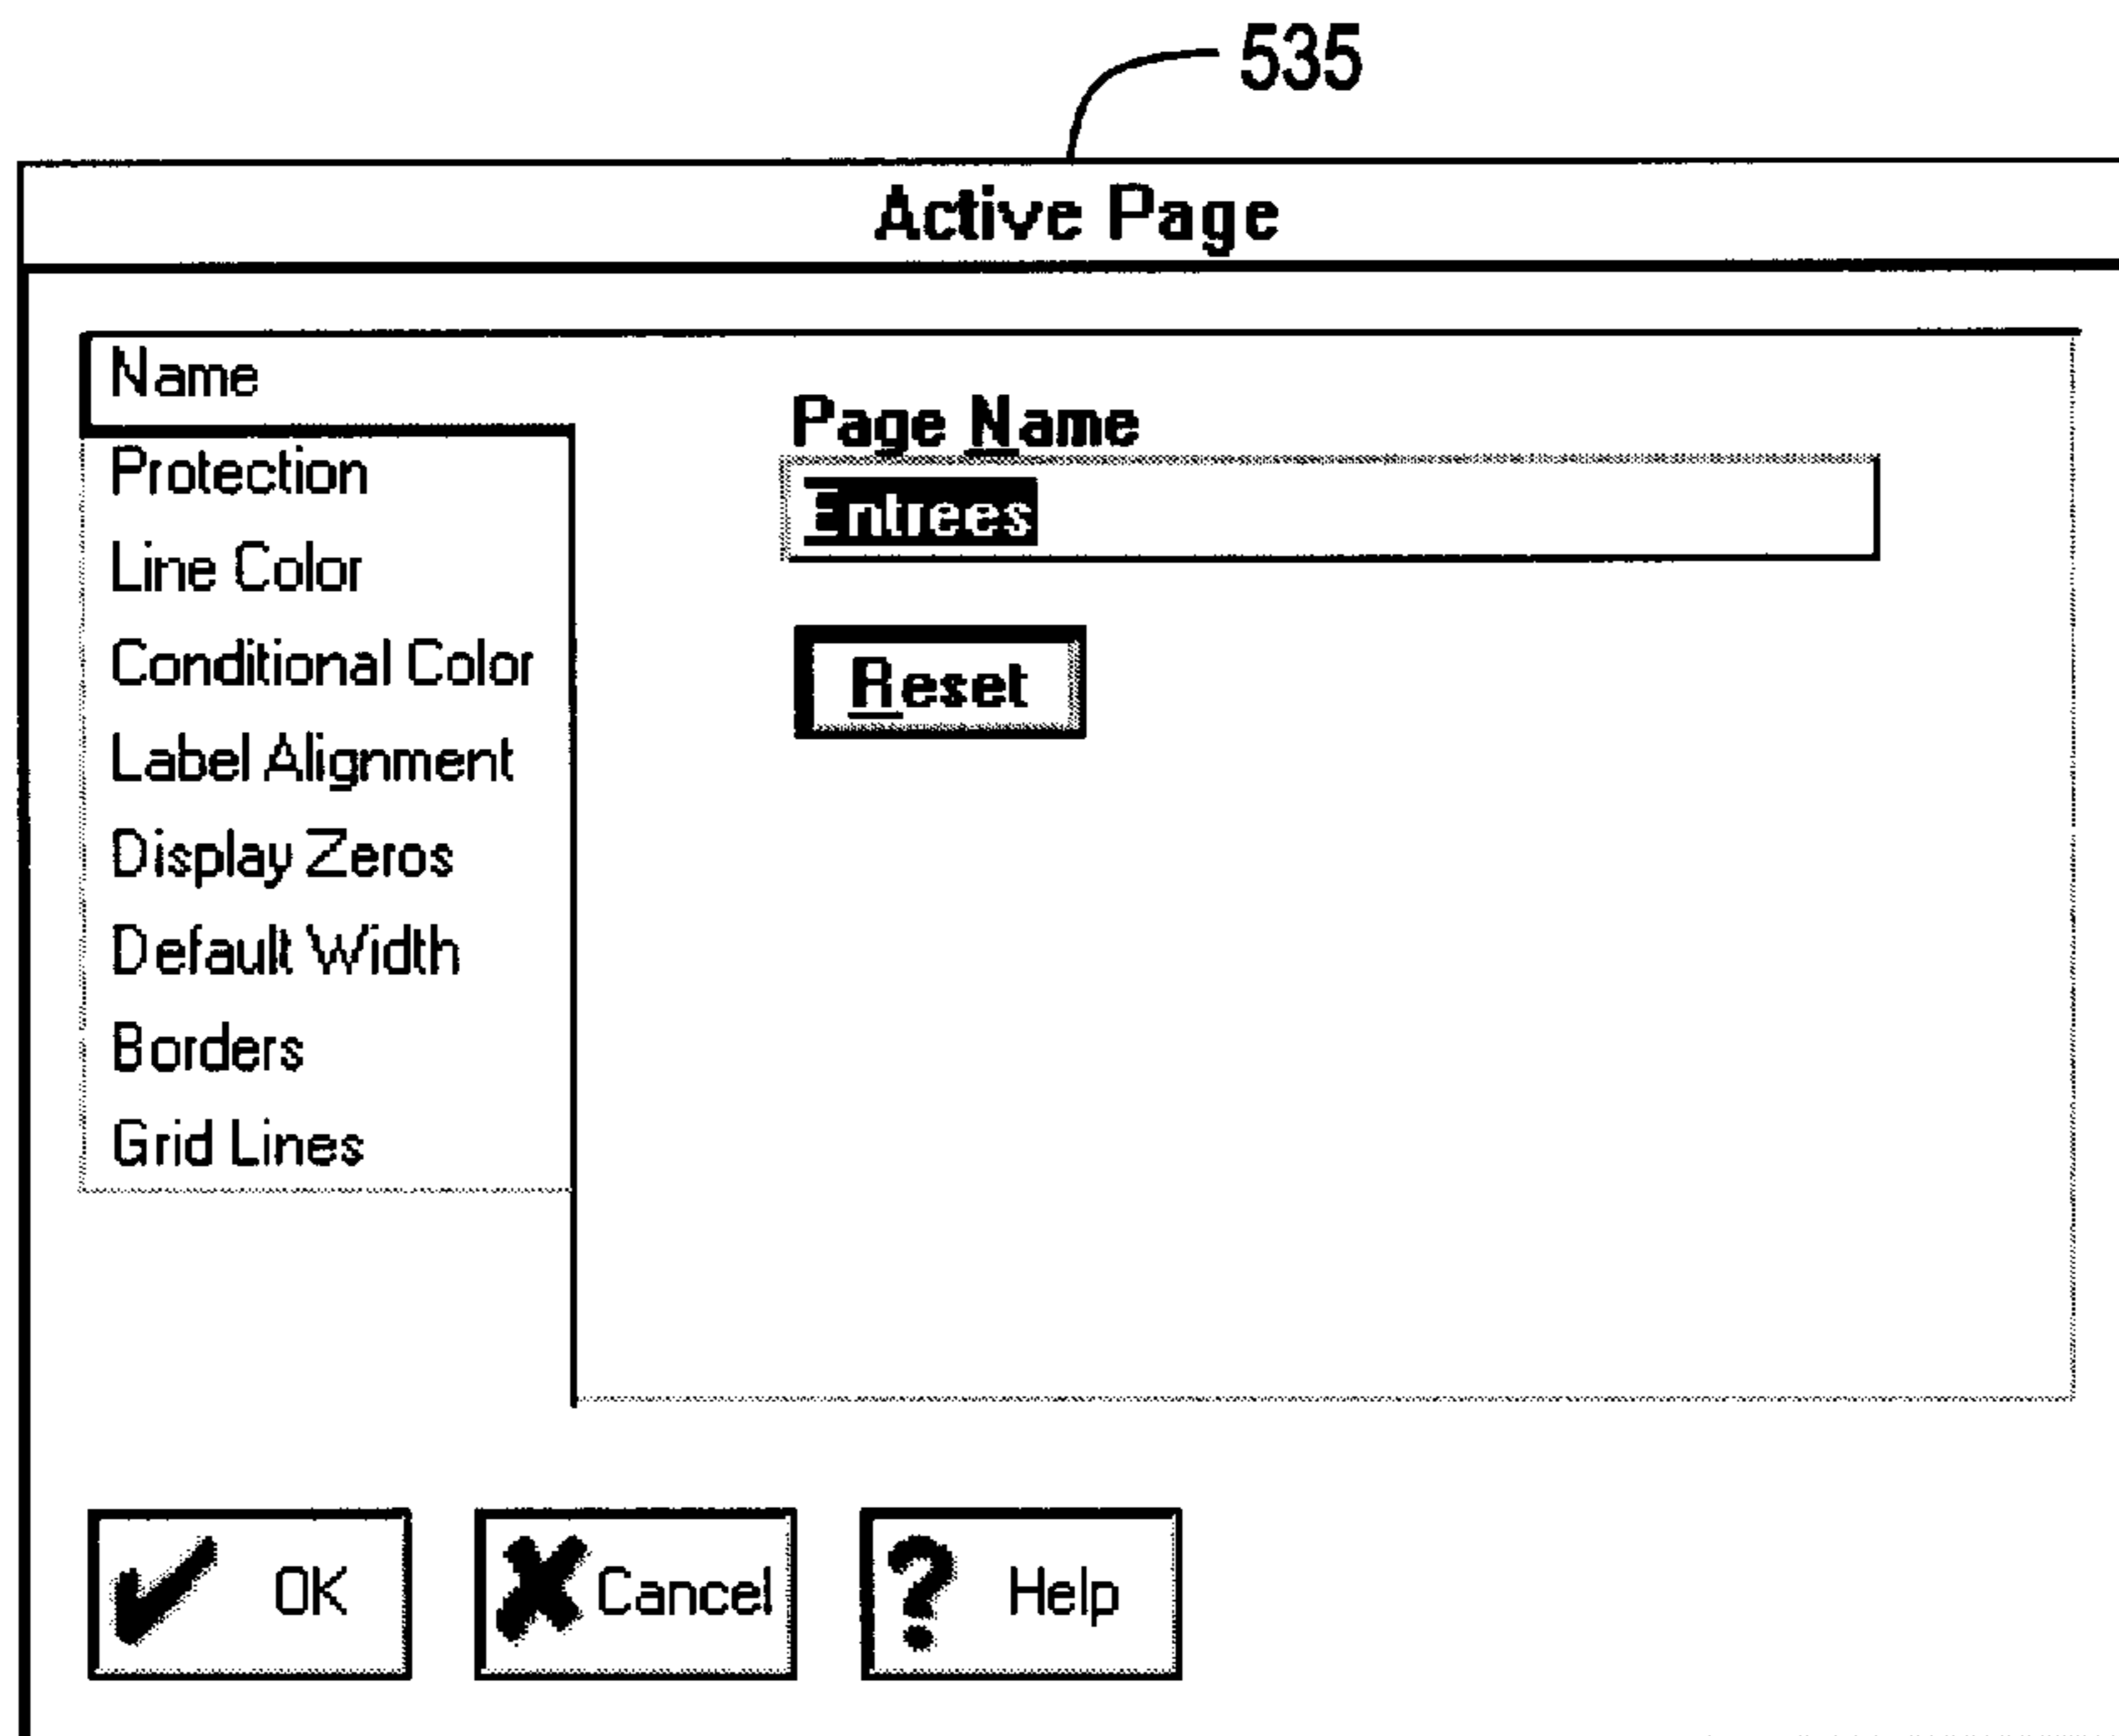 535
Active Page
Name
Protection
Line Color
Conditional Color
Label Alignment
Display Zeros
Default Width
Borders
Grid Lines
Page Name
Entrees
Reset
OK
Cancel
Help